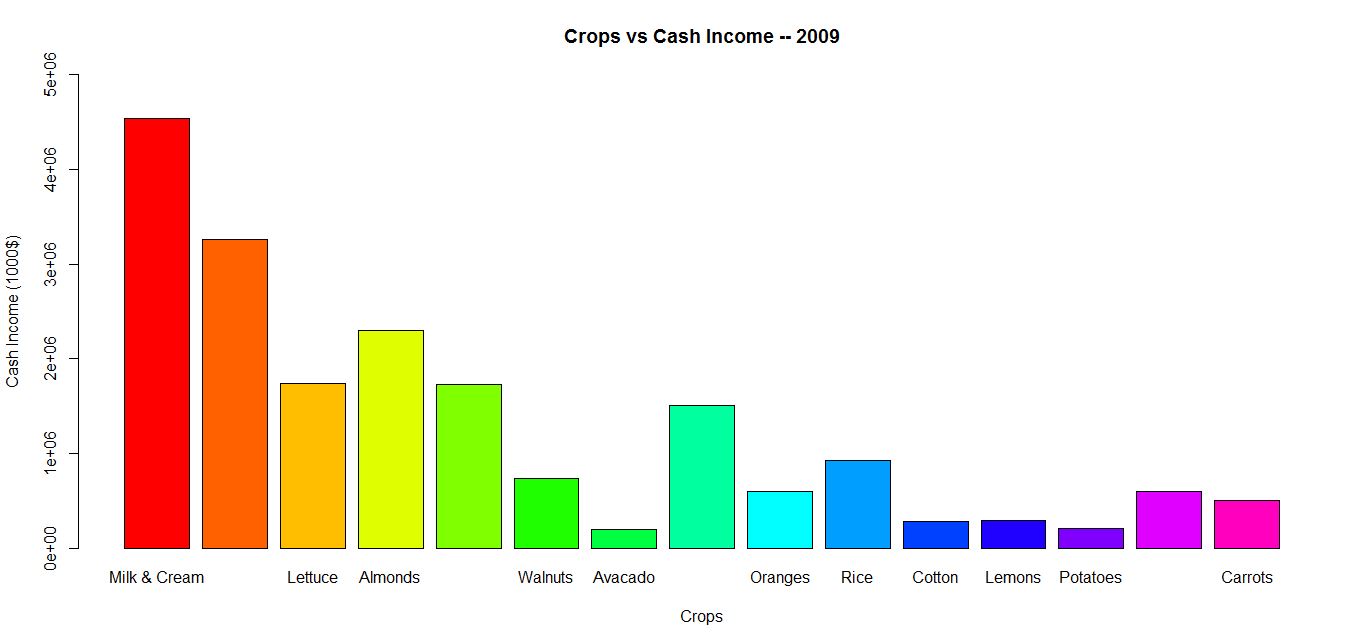 Crops vs Cash Income -- 2009
Cash Income (1000$)
5e+06
4e+06
3e+06
2e+06
1e+06
0e+00
Milk & Cream Lettuce Almonds Walnuts Avacado Oranges Rice Cotton Lemons Potatoes Carrots
Crops